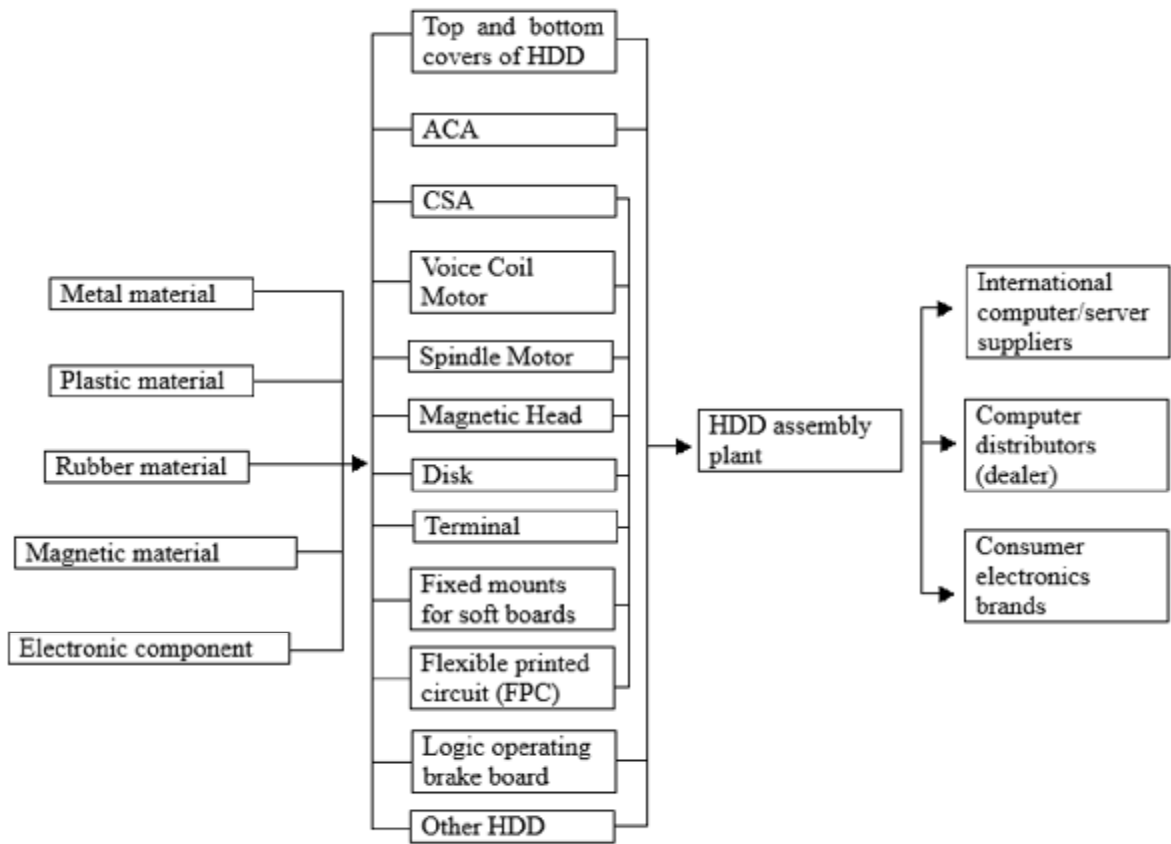 Metal material
Plastic material
Rubber material
Magnetic material
Electronic component
Top and bottom
covers of HDD
ACA
CSA
Voice Coil
Motor
Spindle Motor
Magnetic Head
Disk
Terminal
Fixed mounts
for soft boards
Flexible printed
circuit (FPC)
Logic operating
brake board
Other HDD
HDD assembly
plant
International
computer/server
suppliers
Computer
distributors
(dealer)
Consumer
electronics
brands